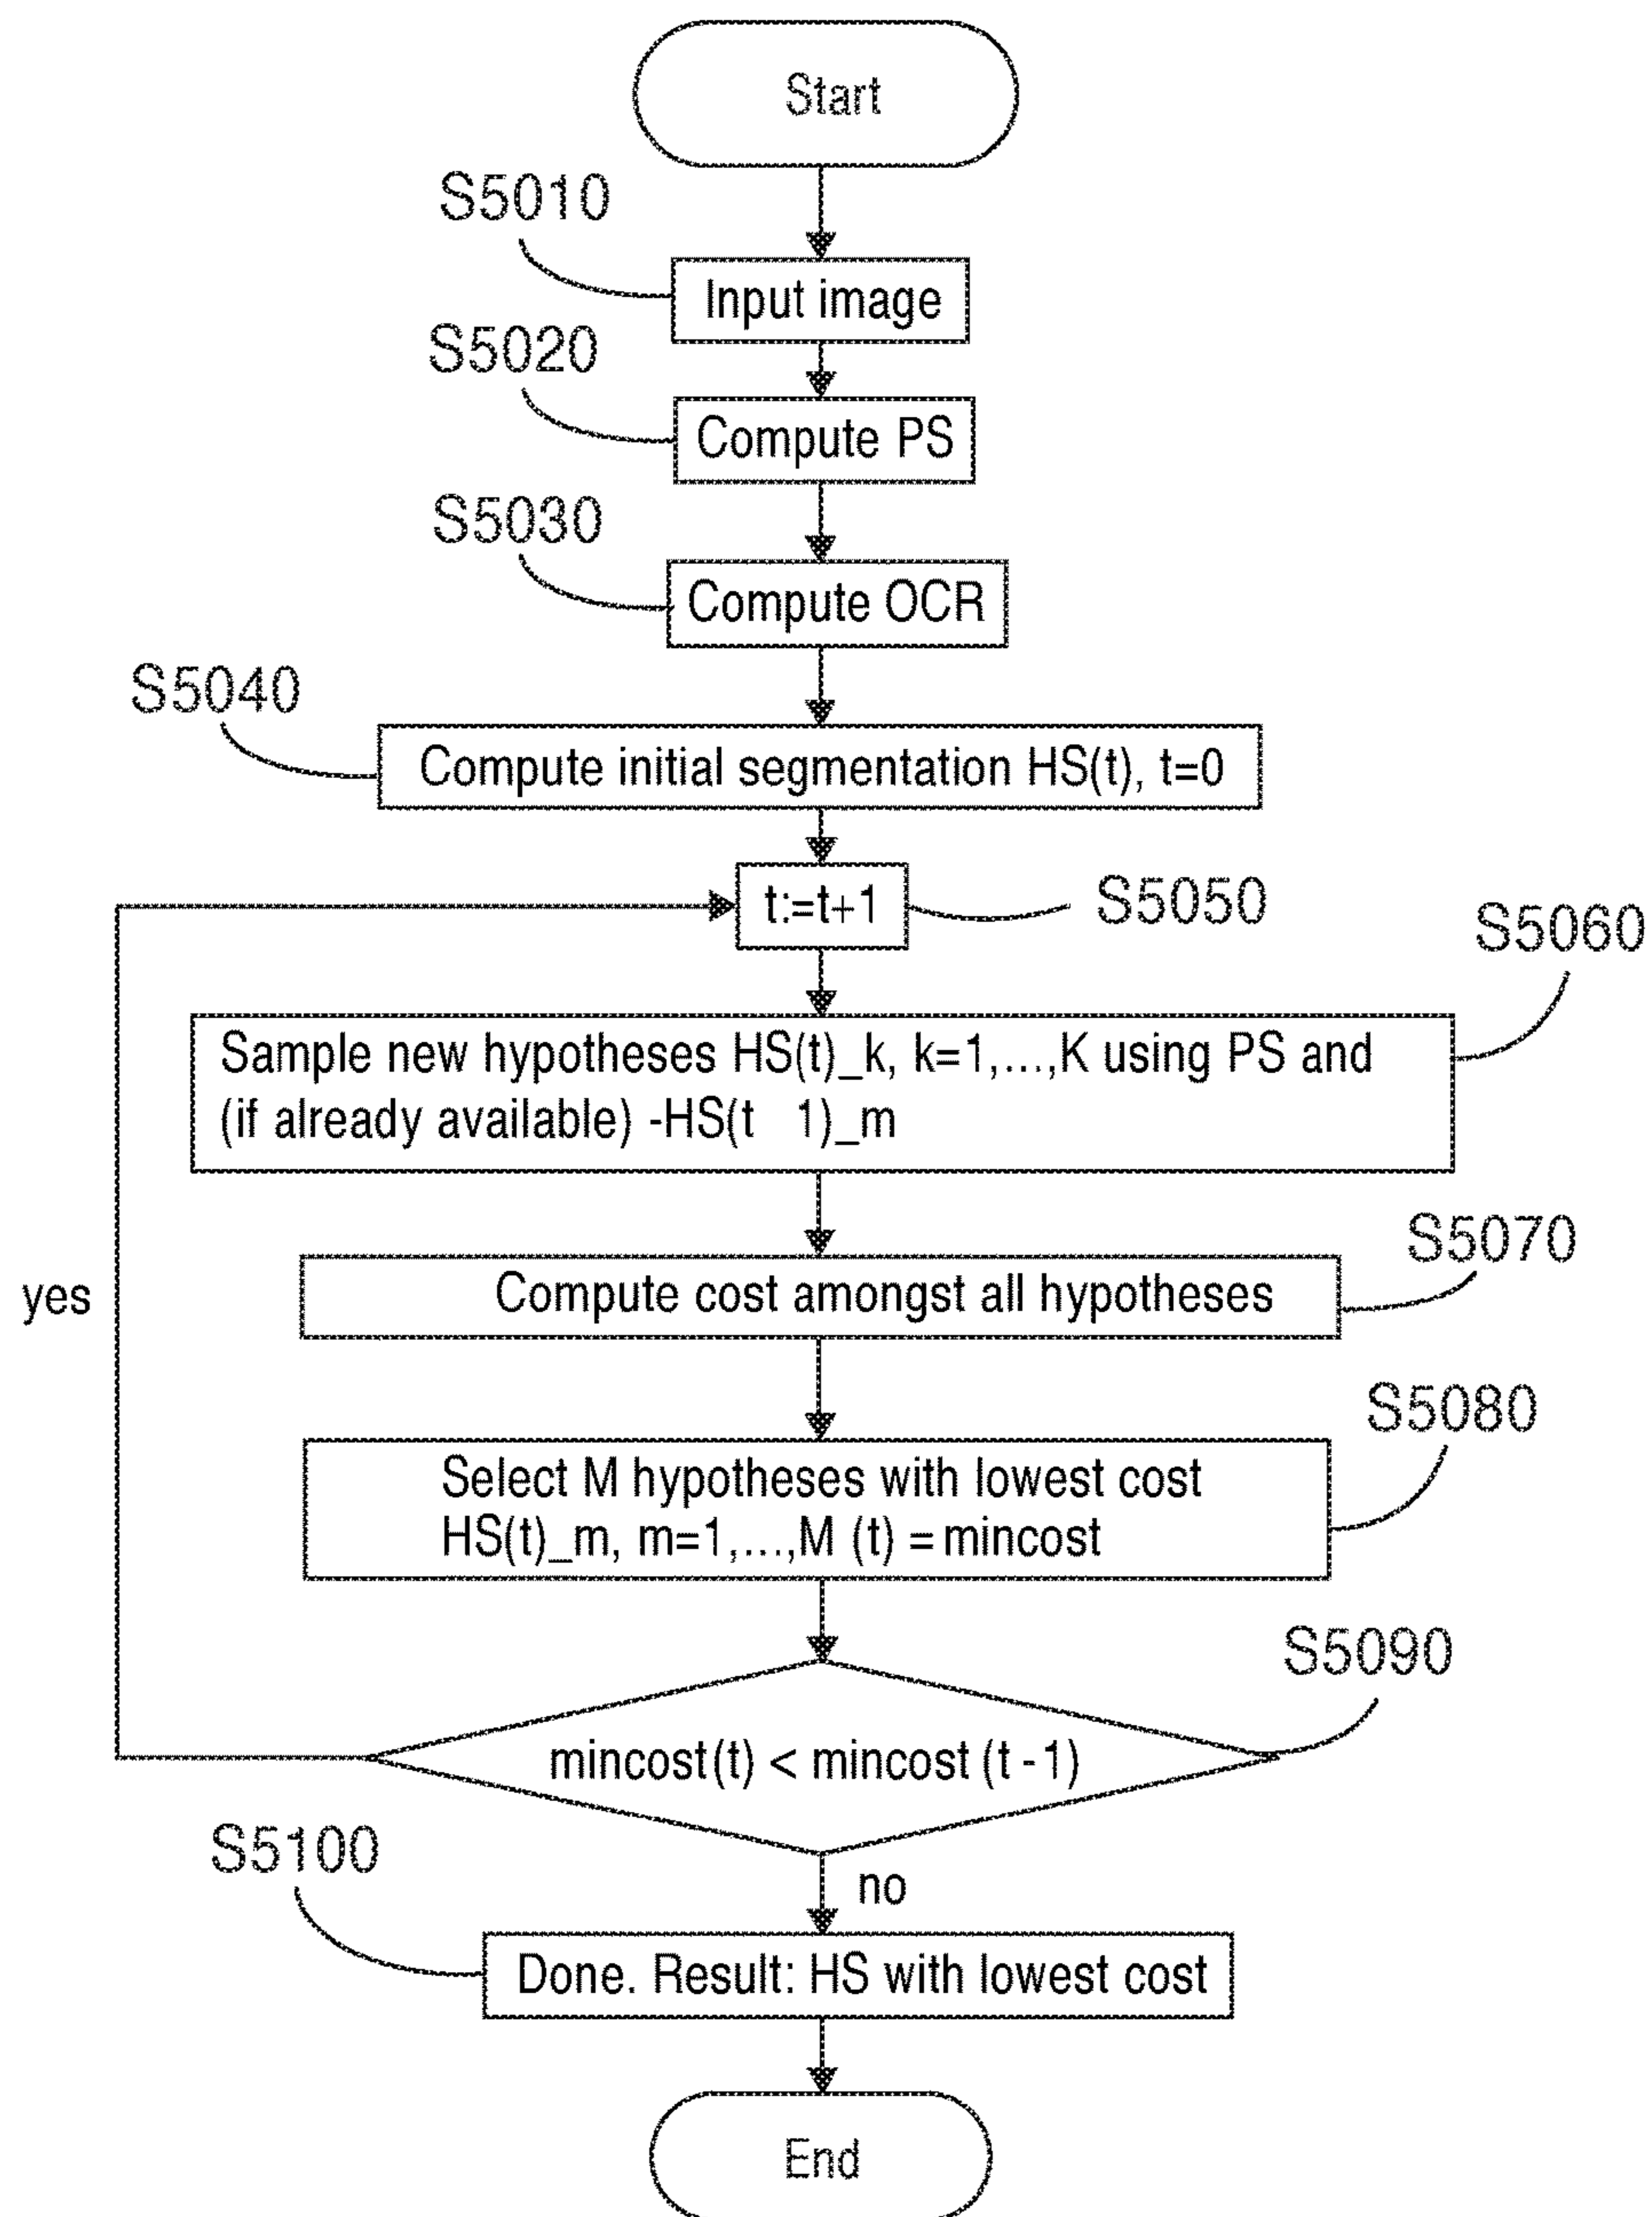 Start
S5010
Input image
S5020
Compute PS
S5030
Compute OCR
S5040
Compute initial segmentation HS(t), t=0
t:=t+1
S5050
S5060
Sample new hypotheses HS(t)_k, k=1,...,K using PS and
(if already available) -HS(t 1)_m
S5070
Compute cost amongst all hypotheses
yes
S5080
Select M hypotheses with lowest cost
HS(t)_m, m=1,...,M (t) = mincost
S5090
mincost(t) < mincost (t -1)
S5100
no
Done. Result: HS with lowest cost
End